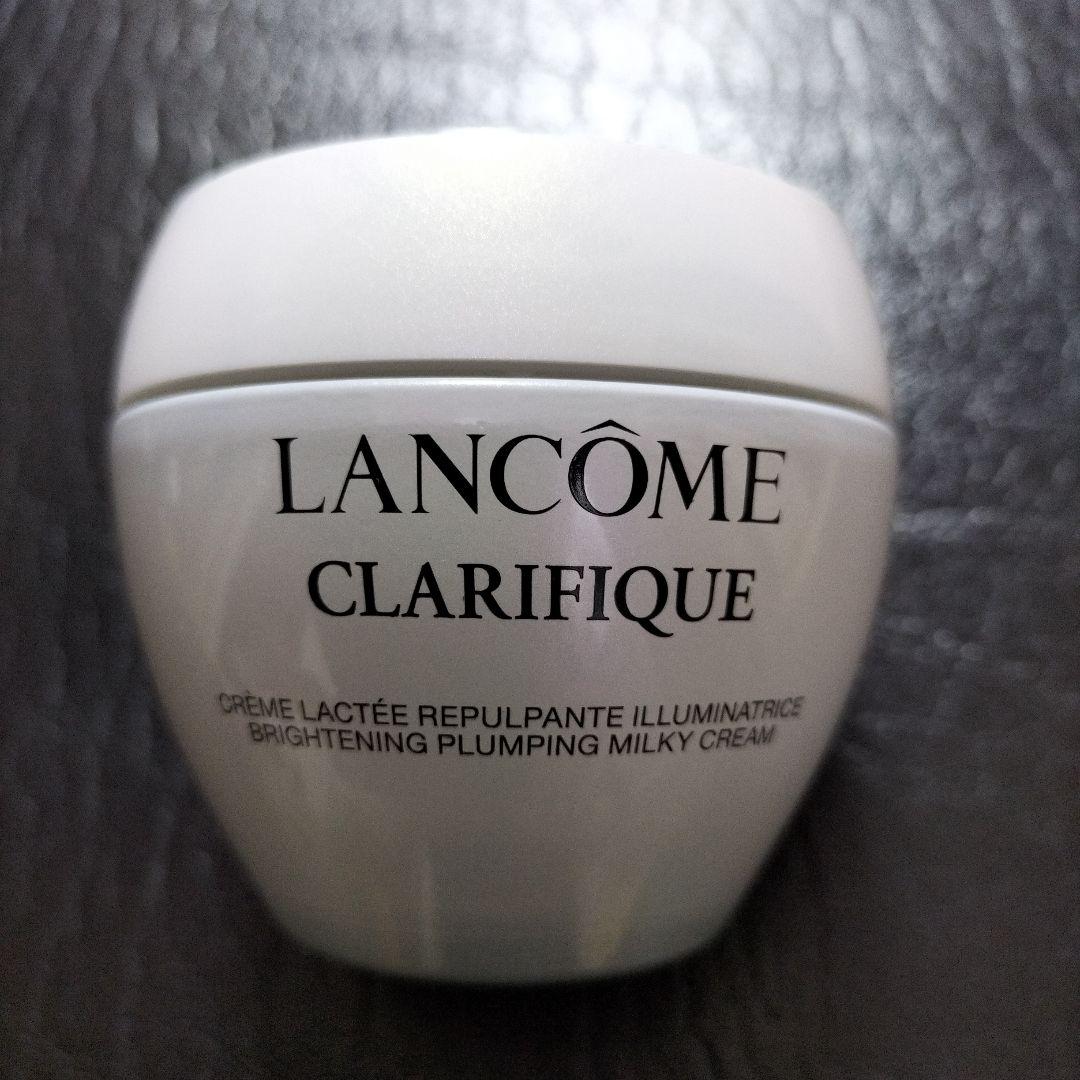 LANCÔME
CLARIFIQUE
CRÈME LACTÉE REPULPANTE ILLUMINATRICE
BRIGHTENING PLUMPING MILKY CREAM